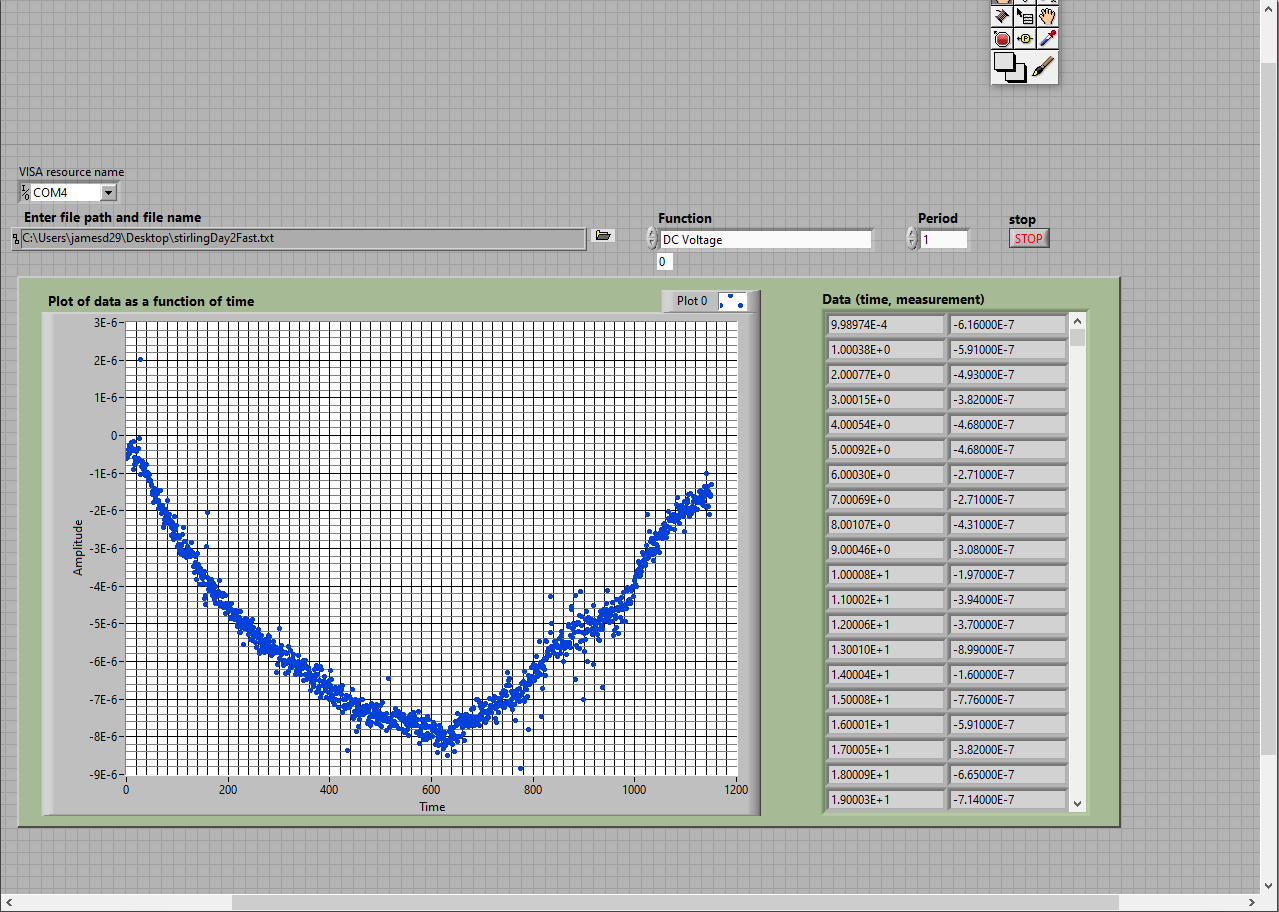 VISA resource name
COM4
Enter file path and file name
C:\Users\jamesd29\Desktop\stirlingDay2Fast.txt
Function
DC Voltage
0
Period
1
stop
STOP
Plot of data as a function of time
Plot 0
3E-6
2E-6
1E-6
0
-1E-6
-2E-6
-3E-6
-4E-6
-5E-6
-6E-6
-7E-6
-8E-6
-9E-6
Amplitude
0 200 400 600 800 1000 1200
Time
Data (time, measurement)
9.98974E-4 -6.16000E-7
1.00038E+0 -5.91000E-7
2.00077E+0 -4.93000E-7
3.00015E+0 -3.82000E-7
4.00054E+0 -4.68000E-7
5.00092E+0 -4.68000E-7
6.00030E+0 -2.71000E-7
7.00069E+0 -2.71000E-7
8.00107E+0 -4.31000E-7
9.00046E+0 -3.08000E-7
1.00008E+1 -1.97000E-7
1.10002E+1 -3.94000E-7
1.20006E+1 -3.70000E-7
1.30010E+1 -8.99000E-7
1.40004E+1 -1.60000E-7
1.50008E+1 -7.76000E-7
1.60001E+1 -5.91000E-7
1.70005E+1 -3.82000E-7
1.80009E+1 -6.65000E-7
1.90003E+1 -7.14000E-7